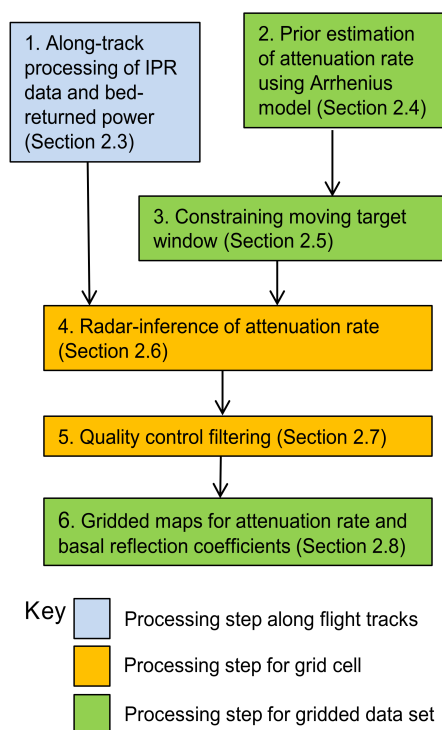 1. Along-track
processing of IPR
data and bed-
returned power
(Section 2.3)
2. Prior estimation
of attenuation rate
using Arrhenius
model (Section 2.4)
3. Constraining moving target
window (Section 2.5)
4. Radar-inference of attenuation rate
(Section 2.6)
5. Quality control filtering (Section 2.7)
6. Gridded maps for attenuation rate and
basal reflection coefficients (Section 2.8)
Key
Processing step along flight tracks
Processing step for grid cell
Processing step for gridded data set